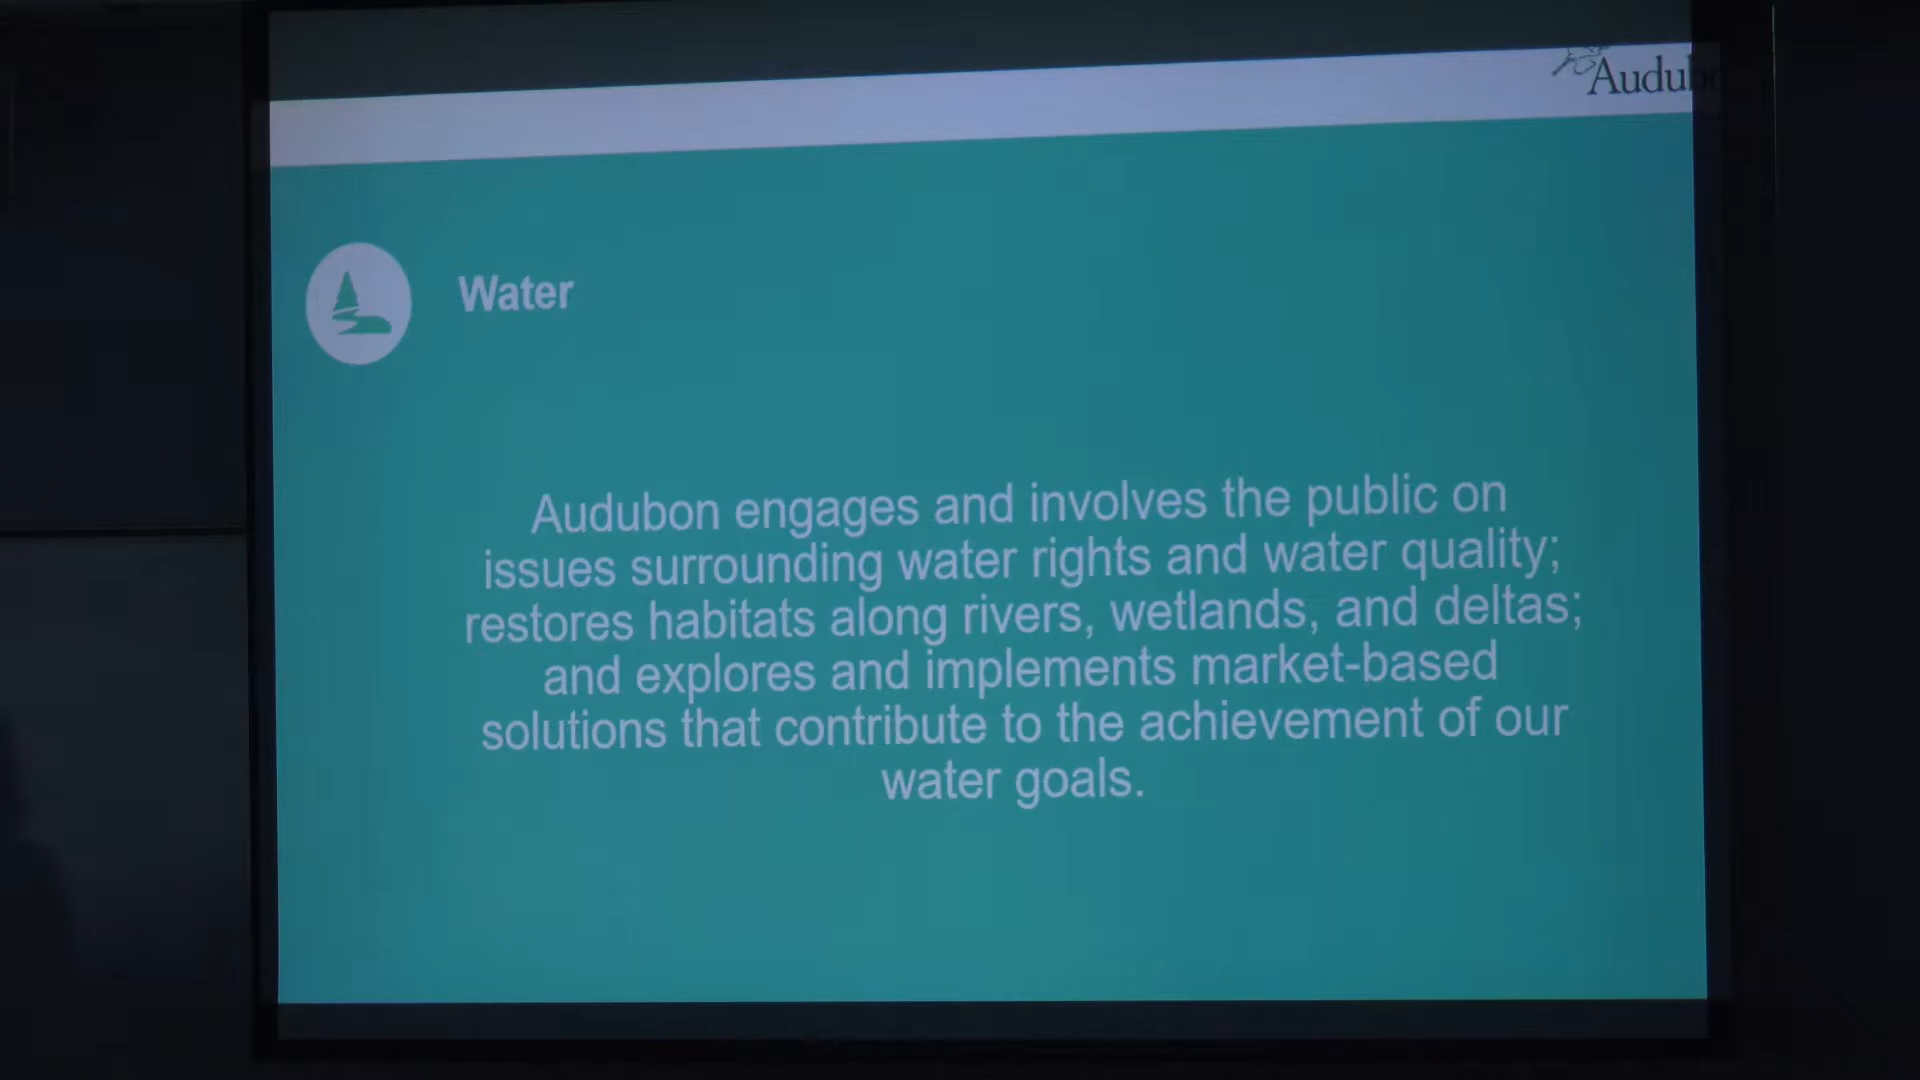 Audub
Water
Audubon engages and involves the public on
issues surrounding water rights and water quality;
restores habitats along rivers, wetlands, and deltas;
and explores and implements market-based
solutions that contribute to the achievement of our
water goals.